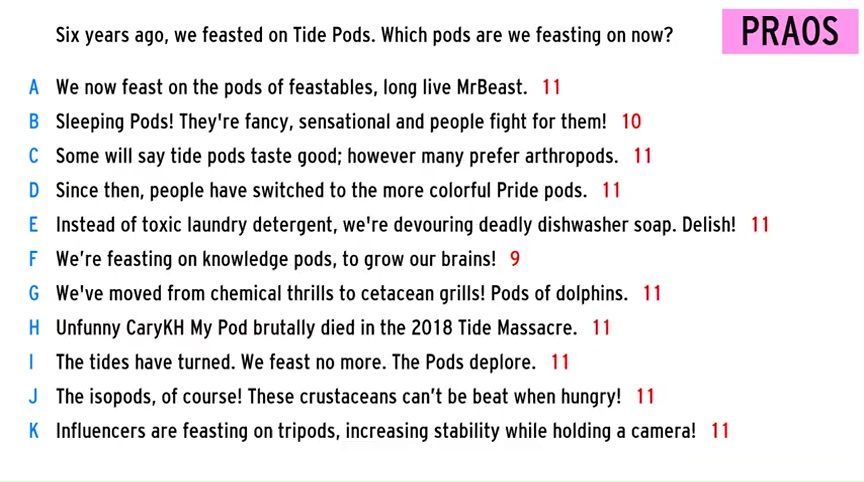 Six years ago, we feasted on Tide Pods. Which pods are we feasting on now?
PRAOS
A We now feast on the pods of feastables, long live MrBeast. 11
B Sleeping Pods! They're fancy, sensational and people fight for them! 10
C Some will say tide pods taste good; however many prefer arthropods. 11
D Since then, people have switched to the more colorful Pride pods. 11
E Instead of toxic laundry detergent, we're devouring deadly dishwasher soap. Delish! 11
F We’re feasting on knowledge pods, to grow our brains! 9
G We've moved from chemical thrills to cetacean grills! Pods of dolphins. 11
H Unfunny CaryKH My Pod brutally died in the 2018 Tide Massacre. 11
I The tides have turned. We feast no more. The Pods deplore. 11
J The isopods, of course! These crustaceans can’t be beat when hungry! 11
K Influencers are feasting on tripods, increasing stability while holding a camera! 11